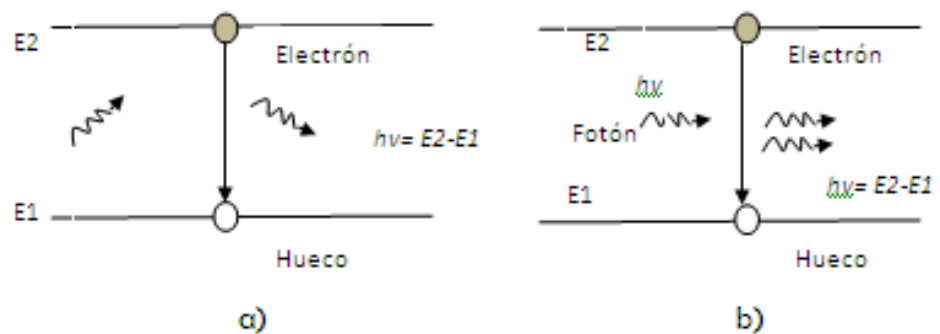 E2
Electrón
hv= E2-E1
E1
Hueco
a)
E2
Electrón
hv
Fotón
hv= E2-E1
E1
Hueco
b)